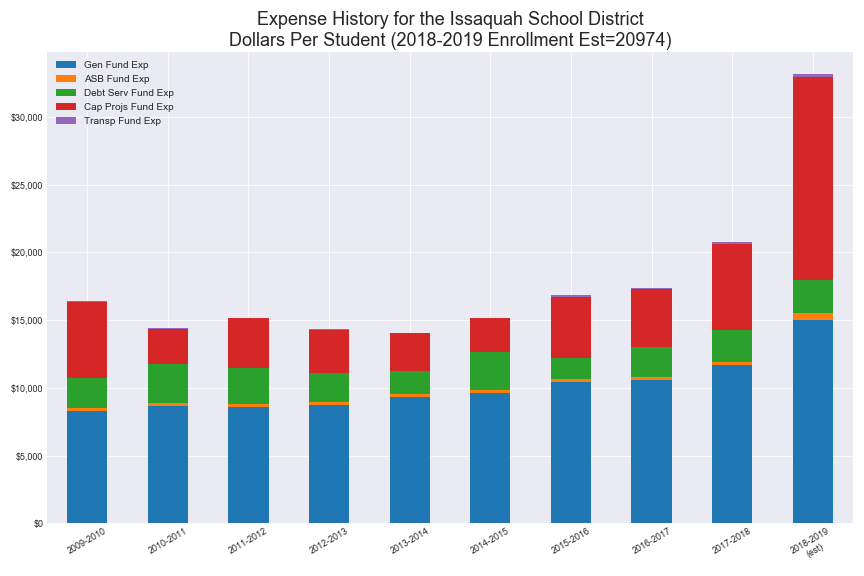 Expense History for the Issaquah School District
Dollars Per Student (2018-2019 Enrollment Est=20974)
Gen Fund Exp
ASB Fund Exp
Debt Serv Fund Exp
Cap Projs Fund Exp
Transp Fund Exp
$30,000
$25,000
$20,000
$15,000
$10,000
$5,000
$0
2009-2010
2010-2011
2011-2012
2012-2013
2013-2014
2014-2015
2015-2016
2016-2017
2017-2018
2018-2019
(est)